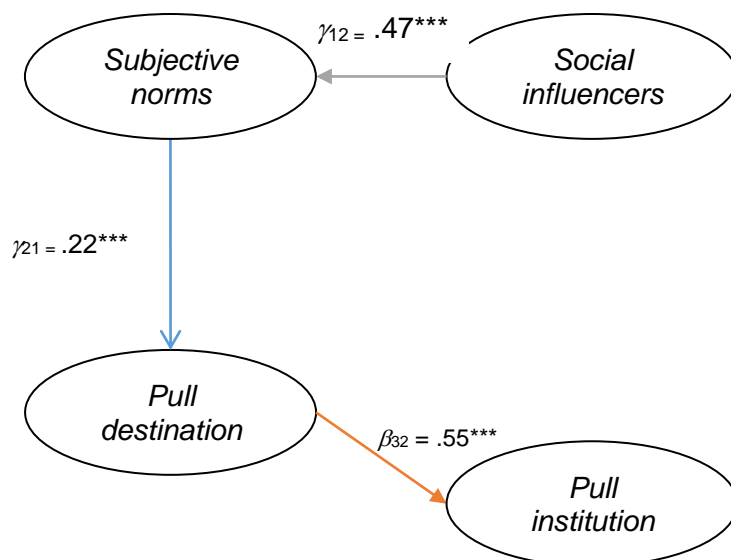 γ12 = .47***
Subjective
norms
Social
influencers
γ21 = .22***
Pull
destination
β32 = .55***
Pull
institution